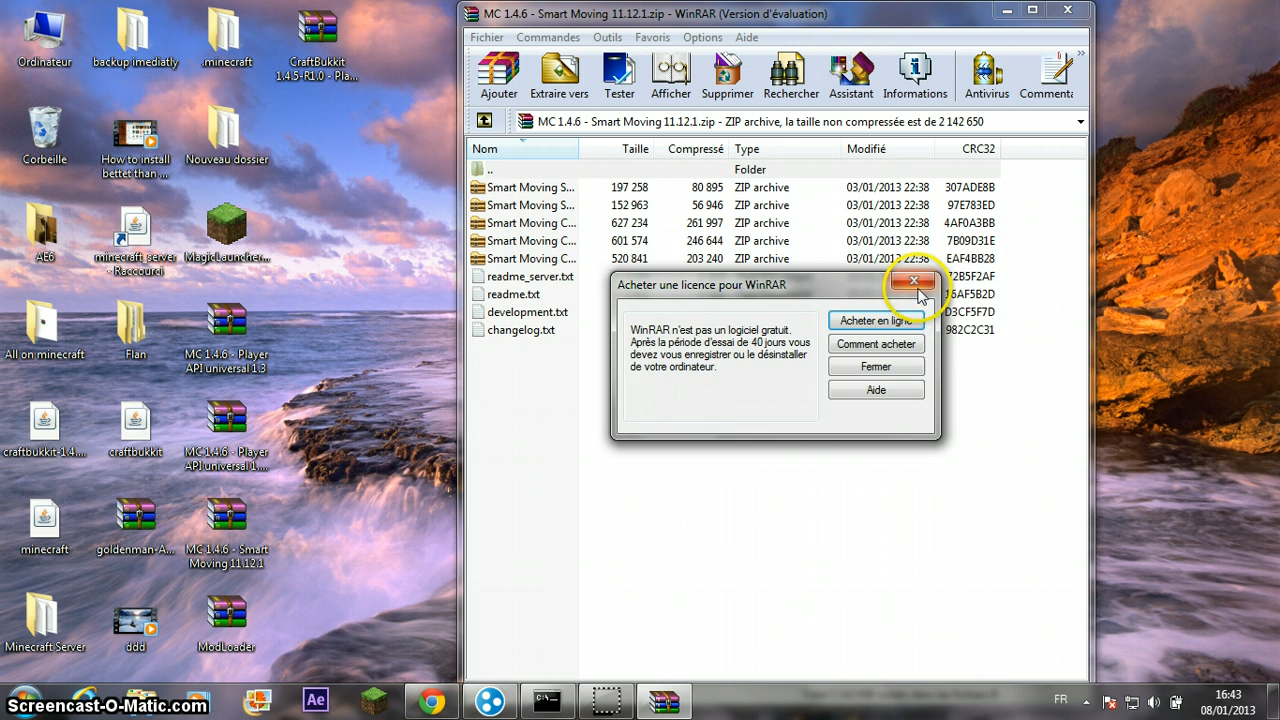 Ordinateur
backup imediatly
.minecraft
CraftBukkit
1.4.5-R1.0 - Pla...
Corbeille
How to install
bettet than ...
Nouveau dossier
AE6
minecraft_server
- Raccourci
MagicLauncher...
All on minecraft
Flan
MC 1.4.6 - Player
API universal 1.3
craftbukkit-1.4....
craftbukkit
MC 1.4.6 - Player
API universal 1....
minecraft
goldenman-A...
MC 1.4.6 - Smart
Moving 11.12.1
Minecraft Server
ddd
ModLoader
MC 1.4.6 - Smart Moving 11.12.1.zip - WinRAR (Version d'évaluation)
Fichier Commandes Outils Favoris Options Aide
Ajouter Extraire vers Tester Afficher Supprimer Rechercher Assistant Informations Antivirus Commenta
MC 1.4.6 - Smart Moving 11.12.1.zip - ZIP archive, la taille non compressée est de 2 142 650
Nom Taille Compressé Type Modifié CRC32
.. Folder
Smart Moving S... 197 258 80 895 ZIP archive 03/01/2013 22:38 307ADE8B
Smart Moving S... 152 963 56 946 ZIP archive 03/01/2013 22:38 97E783ED
Smart Moving C... 627 234 261 997 ZIP archive 03/01/2013 22:38 4AF0A3BB
Smart Moving C... 601 574 246 644 ZIP archive 03/01/2013 22:38 7B09D31E
Smart Moving C... 520 841 203 240 ZIP archive 03/01/2013 22:38 EAF4BB28
readme_server.txt 72B5F2AF
readme.txt 16AF5B2D
development.txt D3CF5F7D
changelog.txt 982C2C31
Acheter une licence pour WinRAR
WinRAR n'est pas un logiciel gratuit.
Après la période d'essai de 40 jours vous
devez vous enregistrer ou le désinstaller
de votre ordinateur.
Acheter en ligne
Comment acheter
Fermer
Aide
Screencast-O-Matic.com
Ae
C:\
FR
16:43
08/01/2013